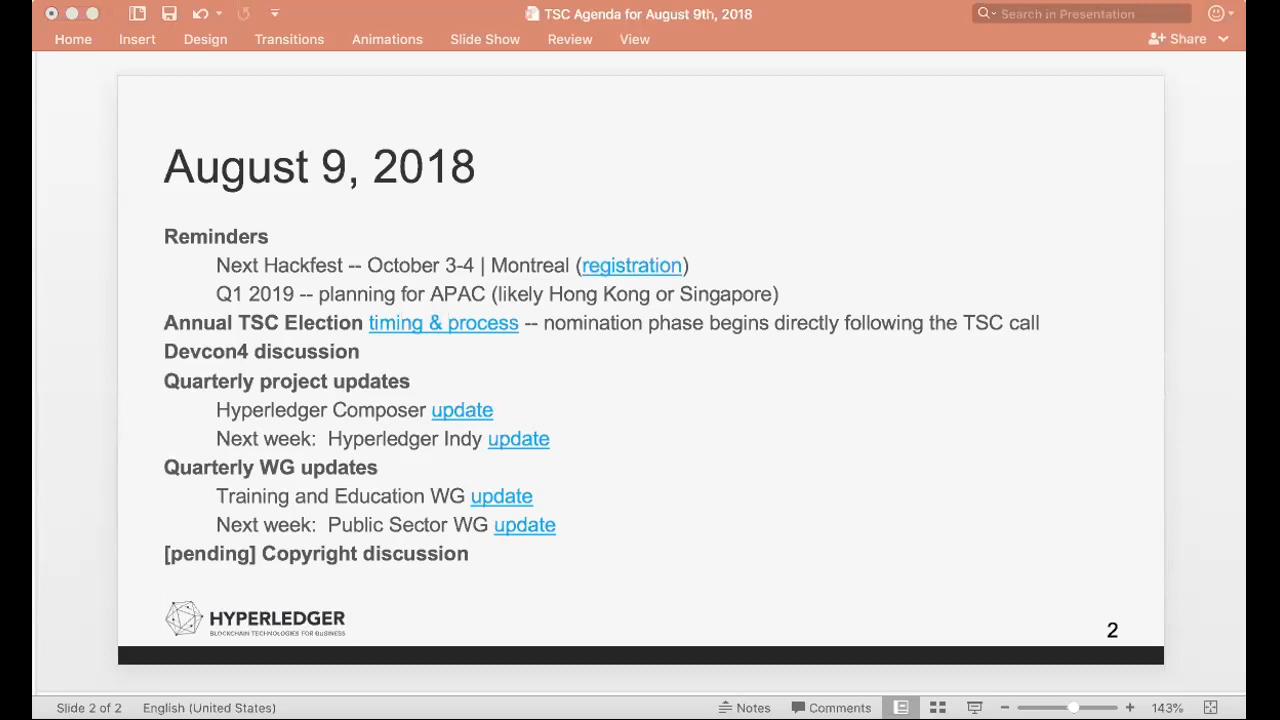 TSC Agenda for August 9th, 2018
Search in Presentation
Home Insert Design Transitions Animations Slide Show Review View Share
August 9, 2018
Reminders
Next Hackfest -- October 3-4 | Montreal (registration)
Q1 2019 -- planning for APAC (likely Hong Kong or Singapore)
Annual TSC Election timing & process -- nomination phase begins directly following the TSC call
Devcon4 discussion
Quarterly project updates
Hyperledger Composer update
Next week: Hyperledger Indy update
Quarterly WG updates
Training and Education WG update
Next week: Public Sector WG update
[pending] Copyright discussion
HYPERLEDGER
BLOCKCHAIN TECHNOLOGIES FOR BUSINESS
2
Slide 2 of 2 English (United States) Notes Comments 143%